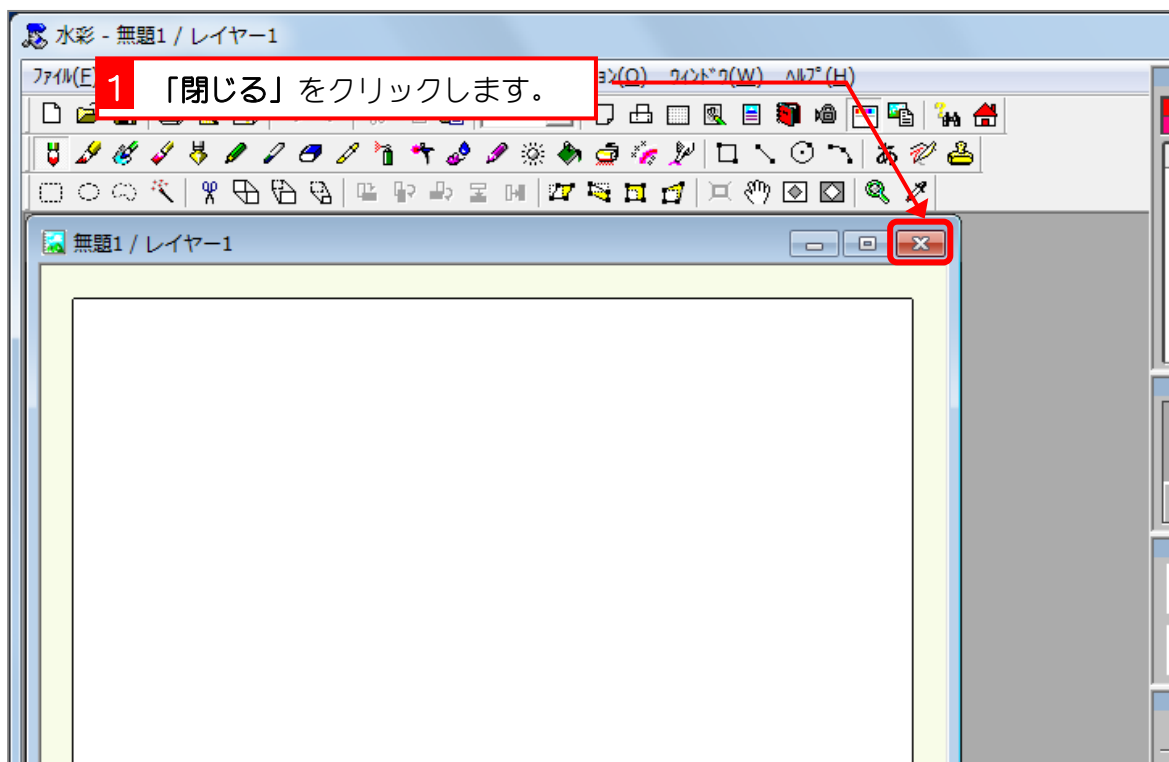 水彩 - 無題1 / レイヤー1
ﾌｧｲﾙ(F)
ｮﾝ(O) ｳｨﾝﾄﾞｳ(W) ﾍﾙﾌﾟ(H)
1 「閉じる」をクリックします。
あ
無題1 / レイヤー1